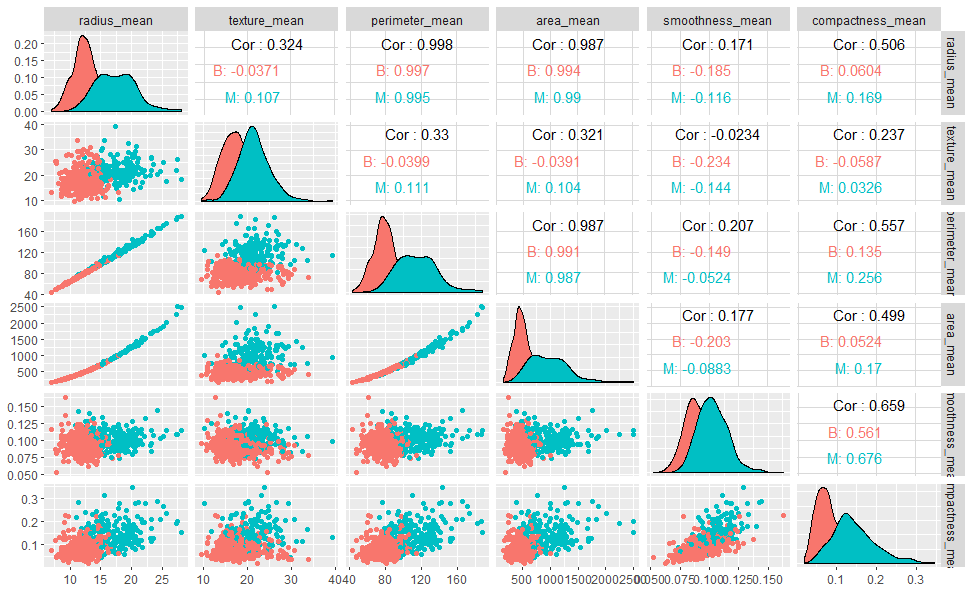 radius_mean texture_mean perimeter_mean area_mean smoothness_mean compactness_mean
0.20
0.15
0.10
0.05
0.00
Cor : 0.324
B: -0.0371
M: 0.107
Cor : 0.998
B: 0.997
M: 0.995
Cor : 0.987
B: 0.994
M: 0.99
Cor : 0.171
B: -0.185
M: -0.116
Cor : 0.506
B: 0.0604
M: 0.169
radius_mean
40
30
20
10
Cor : 0.33
B: -0.0399
M: 0.111
Cor : 0.321
B: -0.0391
M: 0.104
Cor : -0.0234
B: -0.234
M: -0.144
Cor : 0.237
B: -0.0587
M: 0.0326
texture_mean
160
120
80
40
Cor : 0.987
B: 0.991
M: 0.987
Cor : 0.207
B: -0.149
M: -0.0524
Cor : 0.557
B: 0.135
M: 0.256
perimeter_mean
2500
2000
1500
1000
500
Cor : 0.177
B: -0.203
M: -0.0883
Cor : 0.499
B: 0.0524
M: 0.17
area_mean
0.150
0.125
0.100
0.075
0.050
Cor : 0.659
B: 0.561
M: 0.676
moothness_me
0.3
0.2
0.1
mpactness_me
10 15 20 25
10 20 30 40
40 80 120 160
500 1000 1500 2000 2500
0.050 0.075 0.100 0.125 0.150
0.1 0.2 0.3